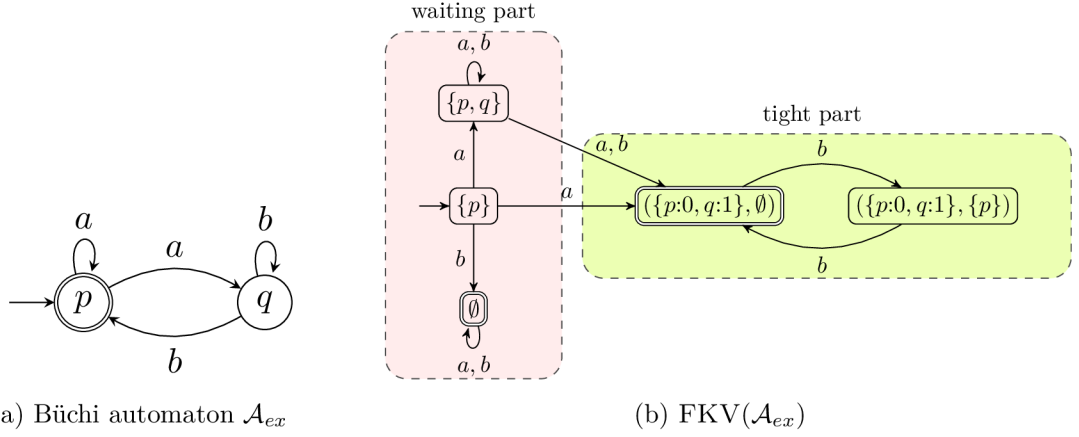 waiting part
a, b
{p, q}
tight part
a, b
b
a
{p}
a
({p:0, q:1}, ∅)
({p:0, q:1}, {p})
b
b
∅
a, b
a
a
b
p
q
b
a) Büchi automaton 𝒜ₑₓ
(b) FKV(𝒜ₑₓ)